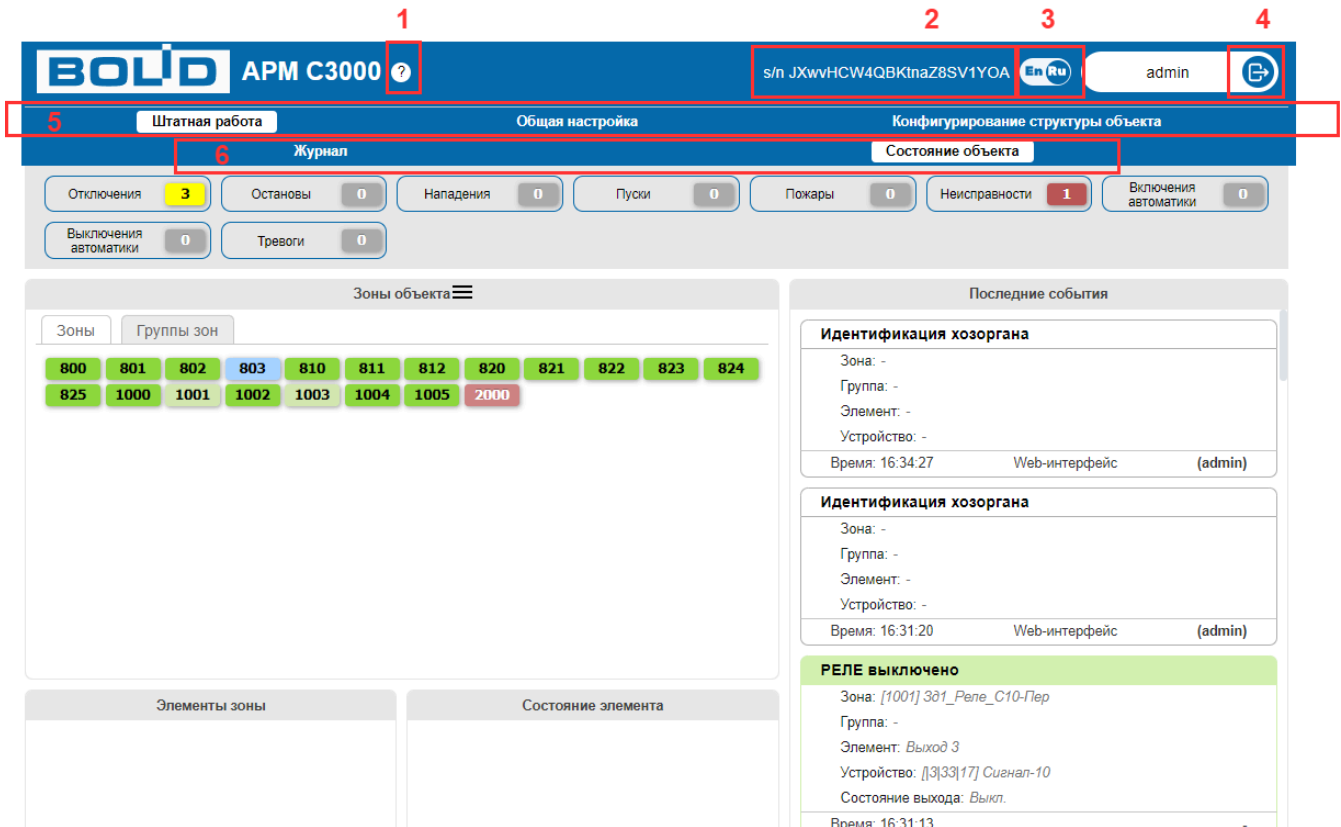 1 2 3 4
BOLID АРМ С3000 ? s/n JXwvHCW4QBKtnaZ8SV1YOA En Ru admin
5 Штатная работа Общая настройка Конфигурирование структуры объекта
6 Журнал Состояние объекта
Отключения 3 Остановы 0 Нападения 0 Пуски 0 Пожары 0 Неисправности 1 Включения автоматики 0
Выключения автоматики 0 Тревоги 0
Зоны объекта
Зоны Группы зон
800 801 802 803 810 811 812 820 821 822 823 824
825 1000 1001 1002 1003 1004 1005 2000
Элементы зоны Состояние элемента
Последние события
Идентификация хозоргана
Зона: -
Группа: -
Элемент: -
Устройство: -
Время: 16:34:27 Web-интерфейс (admin)
Идентификация хозоргана
Зона: -
Группа: -
Элемент: -
Устройство: -
Время: 16:31:20 Web-интерфейс (admin)
РЕЛЕ выключено
Зона: [1001] Зд1_Реле_С10-Пер
Группа: -
Элемент: Выход 3
Устройство: [|3|33|17] Сигнал-10
Состояние выхода: Выкл.
Время: 16:31:13